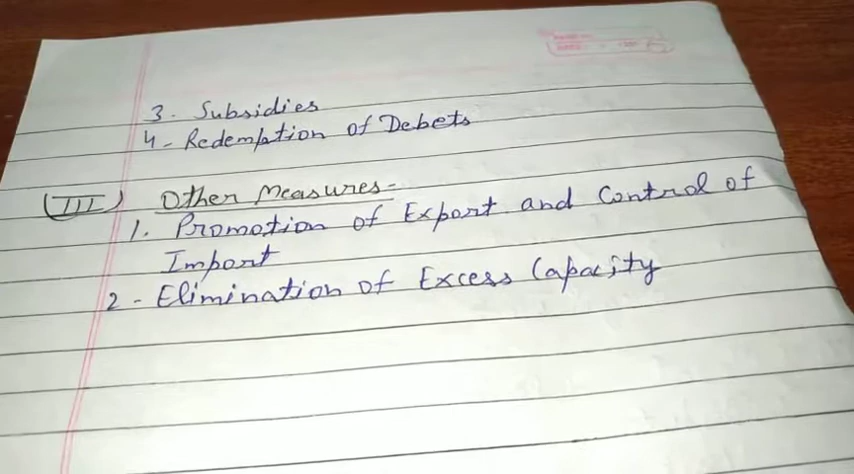 3. Subsidies
4- Redemption of Debets
(III) Other Measures-
1. Promotion of Export and Control of
Import
2- Elimination of Excess Capacity